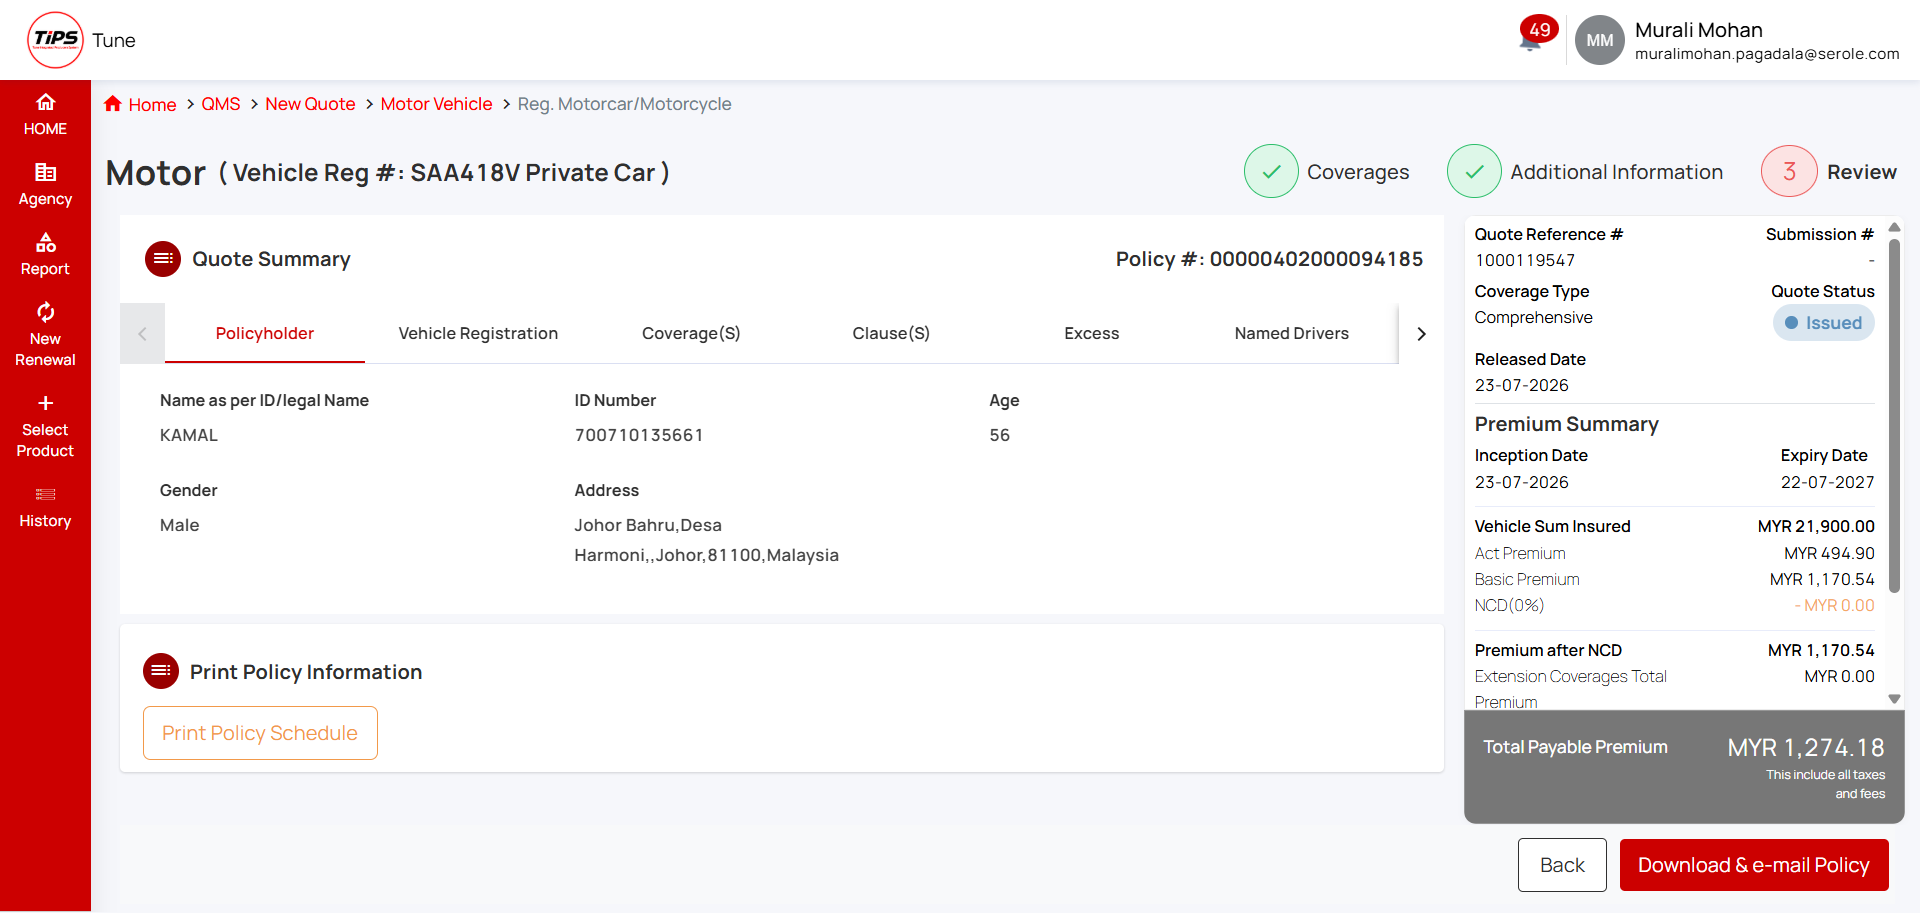 TiPS
Tune
49
MM
Murali Mohan
muralimohan.pagadala@serole.com
HOME
Agency
Report
New
Renewal
Select
Product
History
Home > QMS > New Quote > Motor Vehicle > Reg. Motorcar/Motorcycle
Motor ( Vehicle Reg #: SAA418V Private Car )
Coverages
Additional Information
3
Review
Quote Summary
Policy #: 00000402000094185
Policyholder
Vehicle Registration
Coverage(S)
Clause(S)
Excess
Named Drivers
Name as per ID/legal Name
ID Number
Age
KAMAL
700710135661
56
Gender
Address
Male
Johor Bahru,Desa
Harmoni,,Johor,81100,Malaysia
Print Policy Information
Print Policy Schedule
Quote Reference #
Submission #
1000119547
-
Coverage Type
Quote Status
Comprehensive
Issued
Released Date
23-07-2026
Premium Summary
Inception Date
Expiry Date
23-07-2026
22-07-2027
Vehicle Sum Insured
MYR 21,900.00
Act Premium
MYR 494.90
Basic Premium
MYR 1,170.54
NCD(0%)
- MYR 0.00
Premium after NCD
MYR 1,170.54
Extension Coverages Total
MYR 0.00
Premium
Total Payable Premium
MYR 1,274.18
This include all taxes
and fees
Back
Download & e-mail Policy